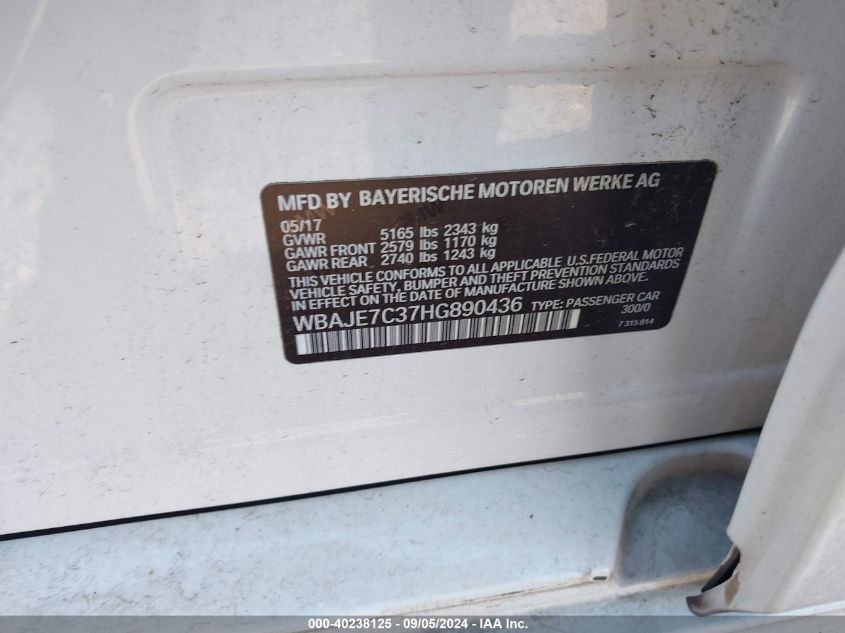 MFD BY BAYERISCHE MOTOREN WERKE AG
05/17
GVWR 5165 lbs 2343 kg
GAWR FRONT 2579 lbs 1170 kg
GAWR REAR 2740 lbs 1243 kg
THIS VEHICLE CONFORMS TO ALL APPLICABLE U.S.FEDERAL MOTOR
VEHICLE SAFETY, BUMPER AND THEFT PREVENTION STANDARDS
IN EFFECT ON THE DATE OF MANUFACTURE SHOWN ABOVE.
WBAJE7C37HG890436 TYPE: PASSENGER CAR
300/0
7315814
000-40238125 - 09/05/2024 - IAA Inc.